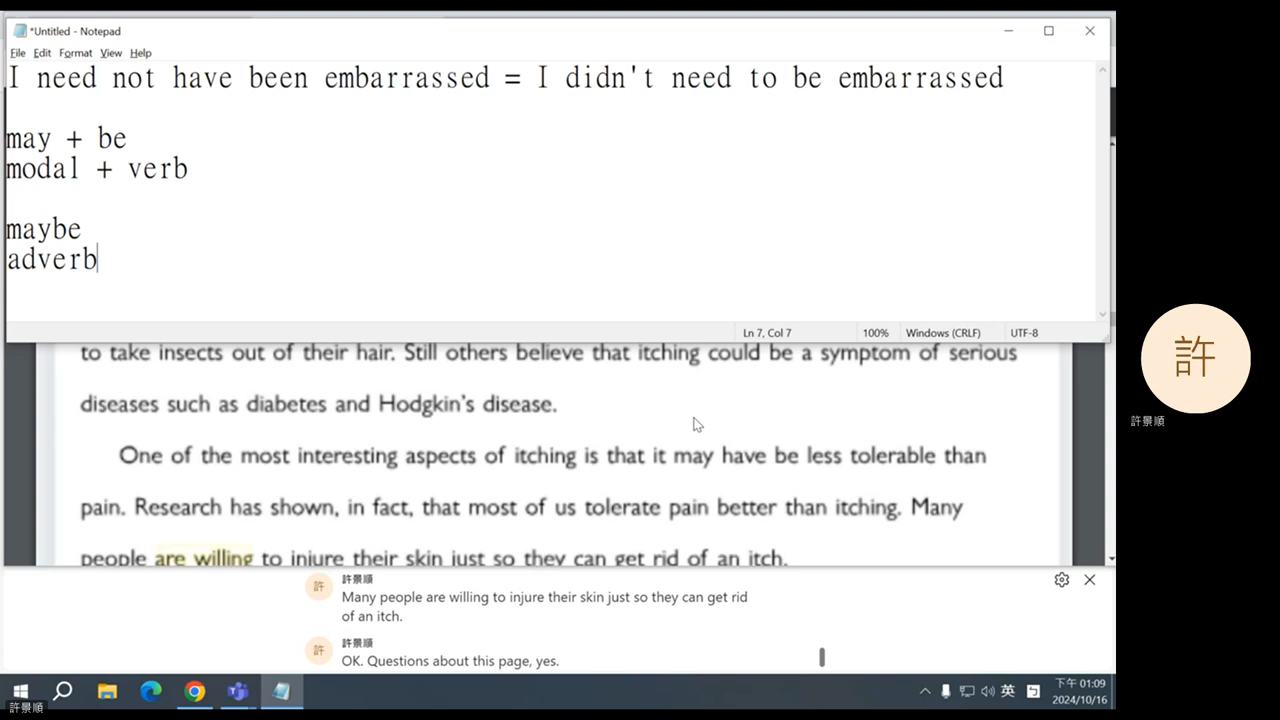 *Untitled - Notepad
File Edit Format View Help
I need not have been embarrassed = I didn't need to be embarrassed
may + be
modal + verb
maybe
adverb
Ln 7, Col 7 100% Windows (CRLF) UTF-8
to take insects out of their hair. Still others believe that itching could be a symptom of serious
diseases such as diabetes and Hodgkin's disease.
One of the most interesting aspects of itching is that it may have be less tolerable than
pain. Research has shown, in fact, that most of us tolerate pain better than itching. Many
people are willing to injure their skin just so they can get rid of an itch.
許
許景順
許 許景順
Many people are willing to injure their skin just so they can get rid
of an itch.
許 許景順
OK. Questions about this page, yes.
英 下午 01:09
2024/10/16
許景順